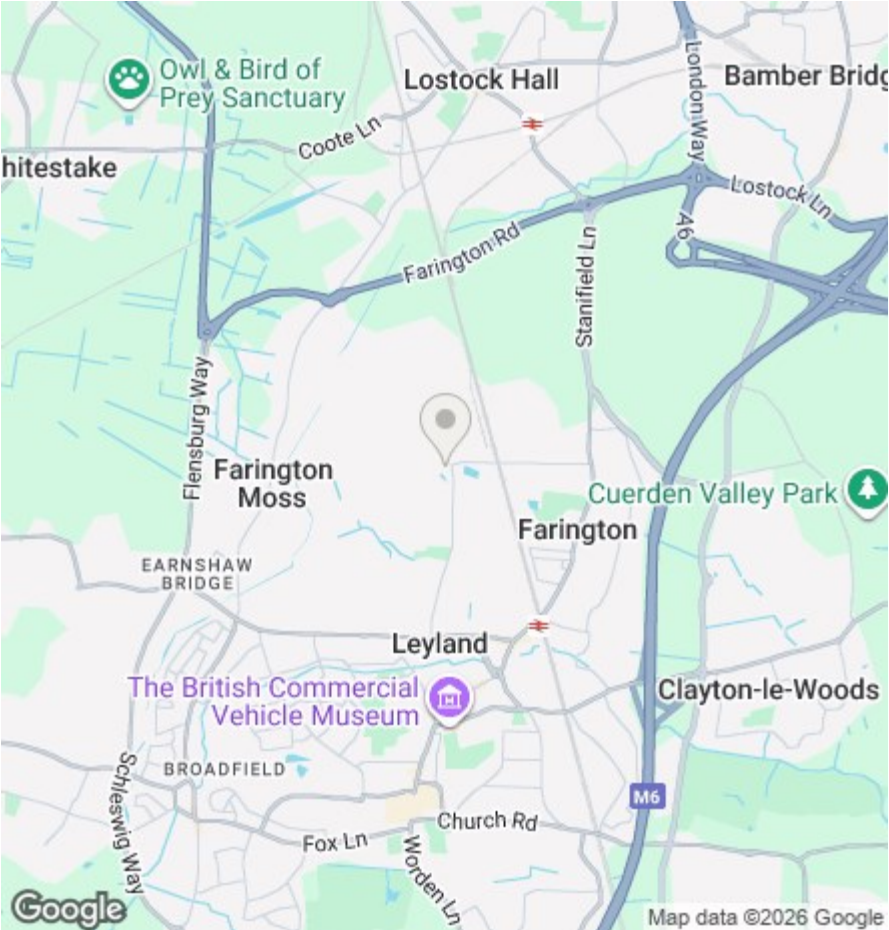 Owl & Bird of
Prey Sanctuary
Lostock Hall
London Way
Bamber Bridg
Coote Ln
hitestake
Lostock Ln
A6
Farington Rd
Stanifield Ln
Flensburg Way
Farington
Moss
Cuerden Valley Park
Farington
EARNSHAW
BRIDGE
Leyland
The British Commercial
Vehicle Museum
Clayton-le-Woods
BROADFIELD
Schleswig Way
M6
Church Rd
Fox Ln
Worden Ln
Google
Map data ©2026 Google